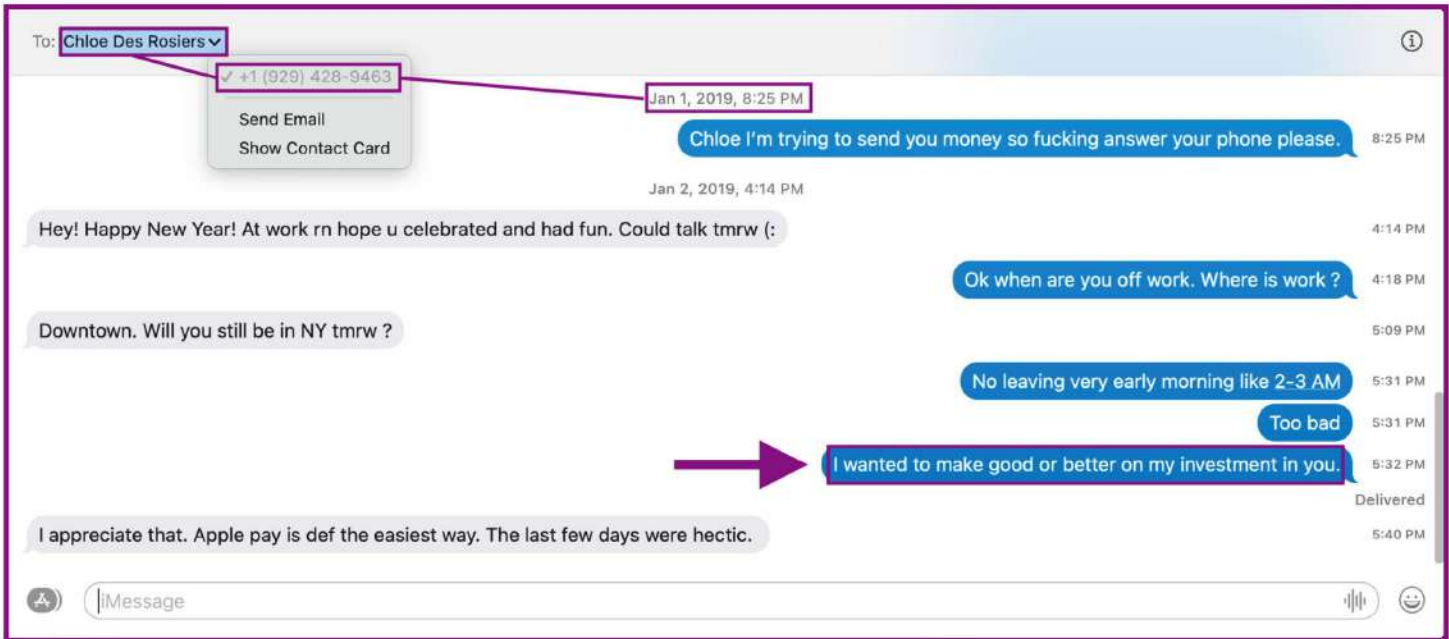 To: Chloe Des Rosiers
✓ +1 (929) 428-9463
Send Email
Show Contact Card
Jan 1, 2019, 8:25 PM
Chloe I'm trying to send you money so fucking answer your phone please.
8:25 PM
Jan 2, 2019, 4:14 PM
Hey! Happy New Year! At work rn hope u celebrated and had fun. Could talk tmrw (:
4:14 PM
Ok when are you off work. Where is work ?
4:18 PM
Downtown. Will you still be in NY tmrw ?
5:09 PM
No leaving very early morning like 2-3 AM
5:31 PM
Too bad
5:31 PM
I wanted to make good or better on my investment in you.
5:32 PM
Delivered
I appreciate that. Apple pay is def the easiest way. The last few days were hectic.
5:40 PM
iMessage